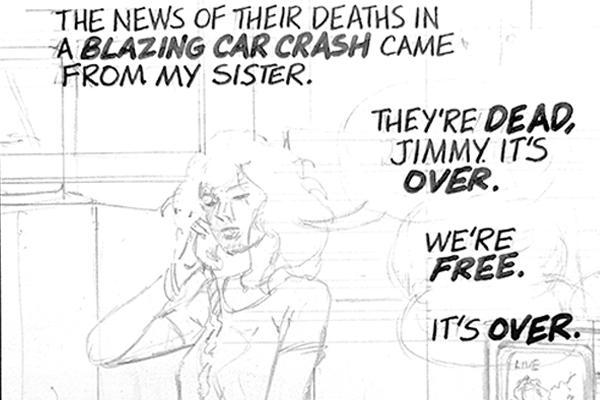 THE NEWS OF THEIR DEATHS IN
A BLAZING CAR CRASH CAME
FROM MY SISTER.
THEY'RE DEAD,
JIMMY. IT'S
OVER.
WE'RE
FREE.
IT'S OVER.
LIVE